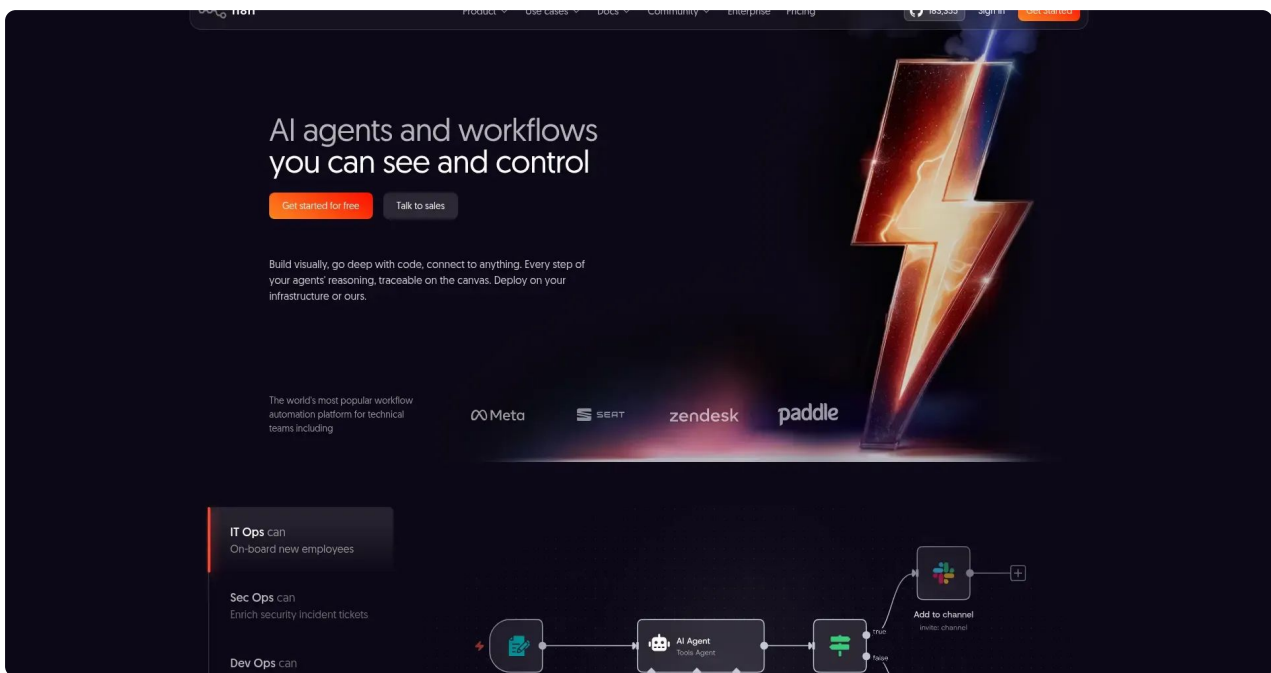 n8n
Product
Use cases
Docs
Community
Enterprise
Pricing
183,355
Sign in
Get Started
AI agents and workflows
you can see and control
Get started for free
Talk to sales
Build visually, go deep with code, connect to anything. Every step of
your agents' reasoning, traceable on the canvas. Deploy on your
infrastructure or ours.
The world's most popular workflow
automation platform for technical
teams including
Meta
SEAT
zendesk
paddle
IT Ops can
On-board new employees
Sec Ops can
Enrich security incident tickets
Dev Ops can
AI Agent
Tools Agent
true
false
Add to channel
invite: channel